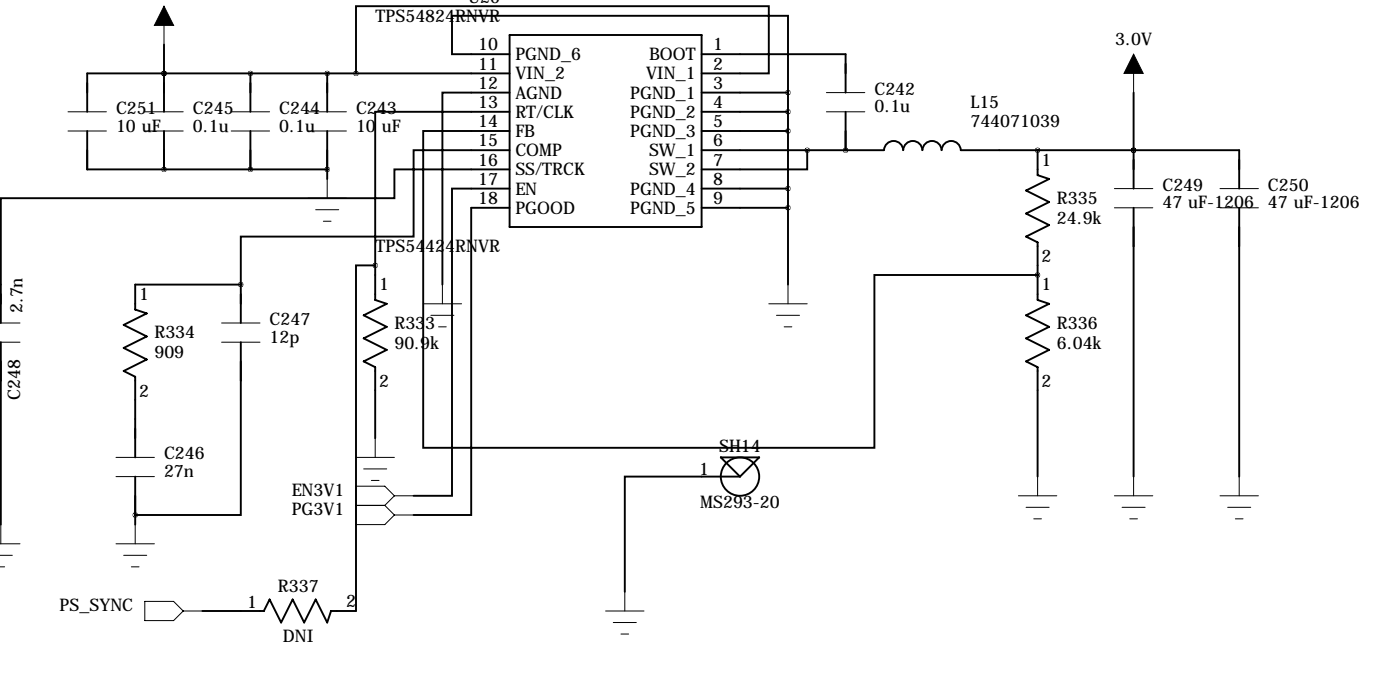 TPS54824RNVR
10 PGND_6 BOOT 1
11 VIN_2 VIN_1 2
12 AGND PGND_1 3
13 RT/CLK PGND_2 4
14 FB PGND_3 5
15 COMP SW_1 6
16 SS/TRCK SW_2 7
17 EN PGND_4 8
18 PGOOD PGND_5 9
TPS54424RNVR
3.0V
C251
10 uF
C245
0.1u
C244
0.1u
C243
10 uF
C242
0.1u
L15
744071039
1
R335
24.9k
2
C249
47 uF-1206
C250
47 uF-1206
2.7n
C248
1
R334
909
2
C247
12p
1
R333
90.9k
2
1
R336
6.04k
2
C246
27n
SH14
1
MS293-20
EN3V1
PG3V1
R337
PS_SYNC 1 2
DNI